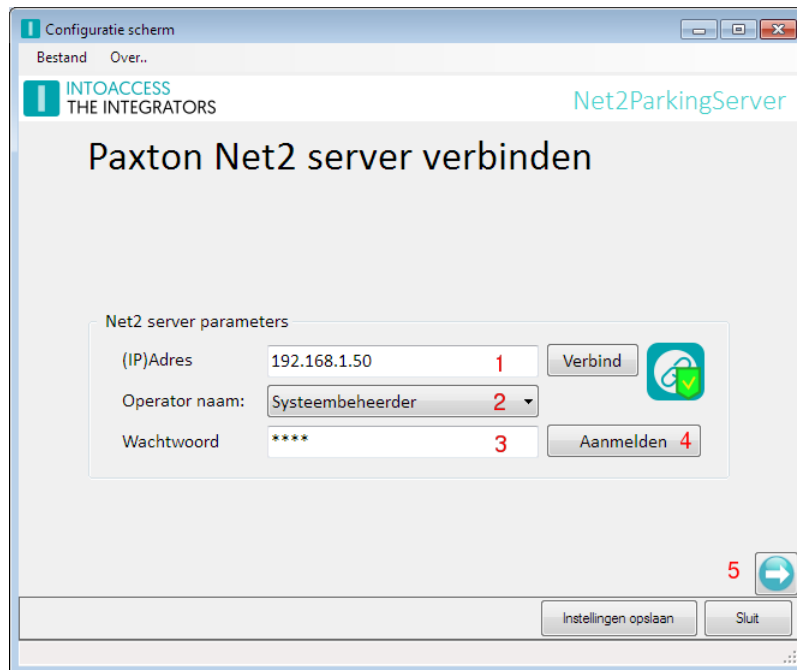 Configuratie scherm
Bestand Over..
INTOACCESS
THE INTEGRATORS
Net2ParkingServer
Paxton Net2 server verbinden
Net2 server parameters
(IP)Adres 192.168.1.50 1 Verbind
Operator naam: Systeembeheerder 2
Wachtwoord **** 3 Aanmelden 4
5
Instellingen opslaan Sluit